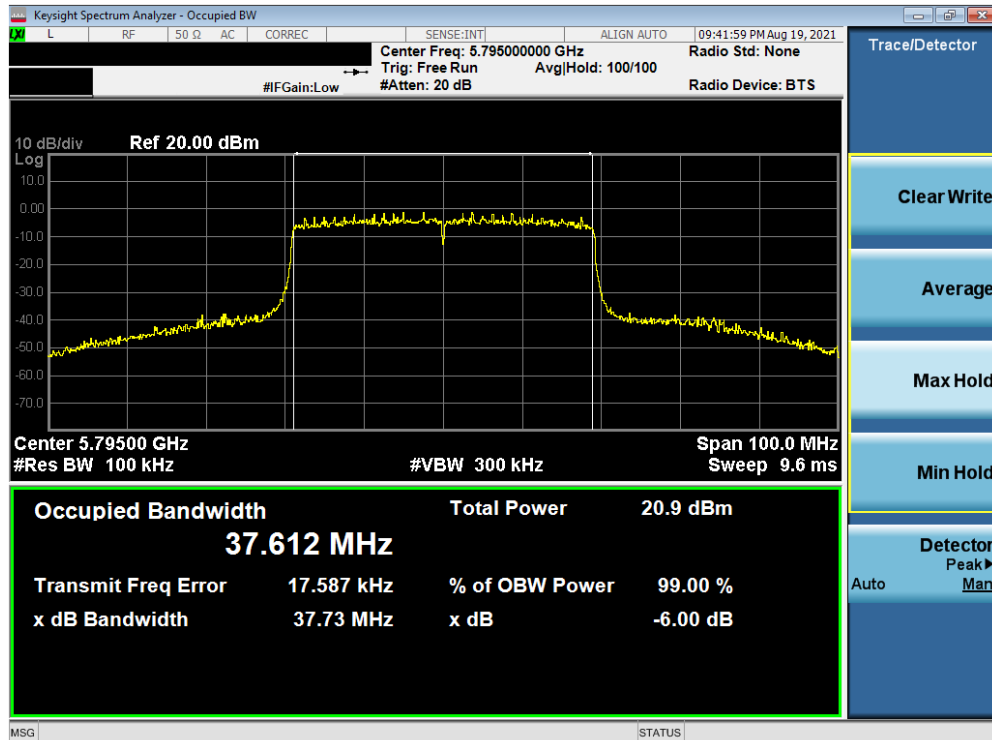 Keysight Spectrum Analyzer - Occupied BW
LXI L RF 50 Ω AC CORREC SENSE:INT ALIGN AUTO 09:41:59 PM Aug 19, 2021
Center Freq: 5.795000000 GHz Radio Std: None
Trig: Free Run Avg|Hold: 100/100
#IFGain:Low #Atten: 20 dB Radio Device: BTS
Trace/Detector
10 dB/div Ref 20.00 dBm
Log
10.0
0.00
-10.0
-20.0
-30.0
-40.0
-50.0
-60.0
-70.0
Center 5.79500 GHz Span 100.0 MHz
#Res BW 100 kHz #VBW 300 kHz Sweep 9.6 ms
Occupied Bandwidth Total Power 20.9 dBm
37.612 MHz
Transmit Freq Error 17.587 kHz % of OBW Power 99.00 %
x dB Bandwidth 37.73 MHz x dB -6.00 dB
Clear Write
Average
Max Hold
Min Hold
Detector
Peak▶
Auto Man
MSG STATUS